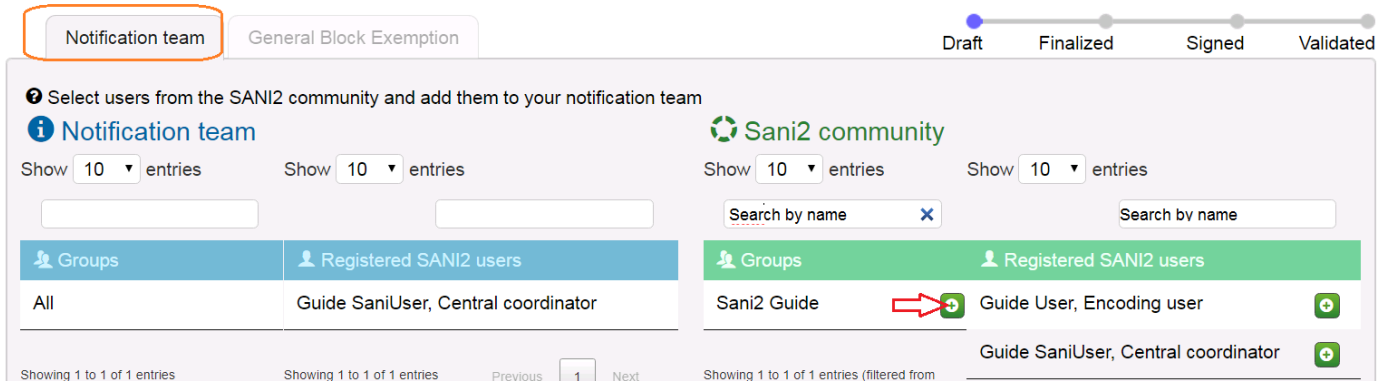 Notification team General Block Exemption
Draft Finalized Signed Validated
Select users from the SANI2 community and add them to your notification team
Notification team Sani2 community
Show 10 entries Show 10 entries Show 10 entries Show 10 entries
Search by name Search by name
Groups Registered SANI2 users Groups Registered SANI2 users
All Guide SaniUser, Central coordinator Sani2 Guide Guide User, Encoding user
Guide SaniUser, Central coordinator
Showing 1 to 1 of 1 entries Showing 1 to 1 of 1 entries Previous 1 Next Showing 1 to 1 of 1 entries (filtered from